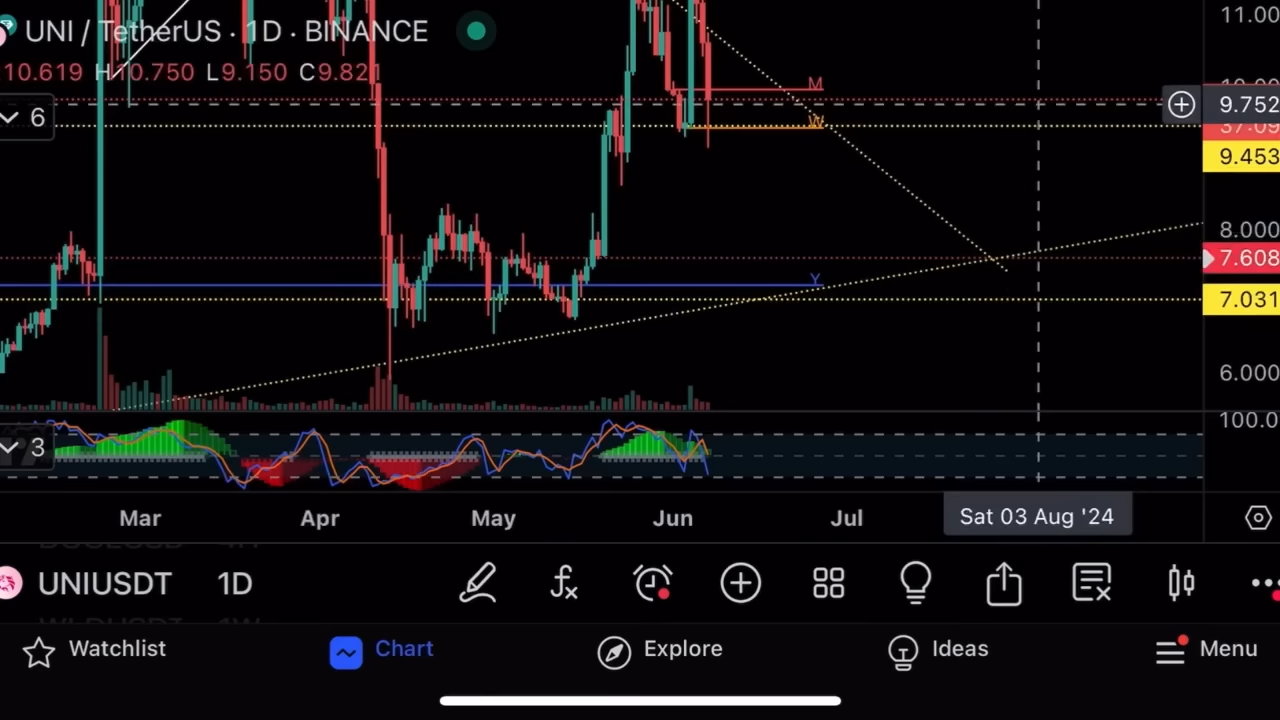 11.00
UNI / TetherUS · 1D · BINANCE
10.619 H10.750 L9.150 C9.821
M
9.752
6
W
9.453
8.000
7.608
Y
7.031
6.000
100.0
3
Mar Apr May Jun Jul Sat 03 Aug '24
UNIUSDT 1D
Watchlist Chart Explore Ideas Menu